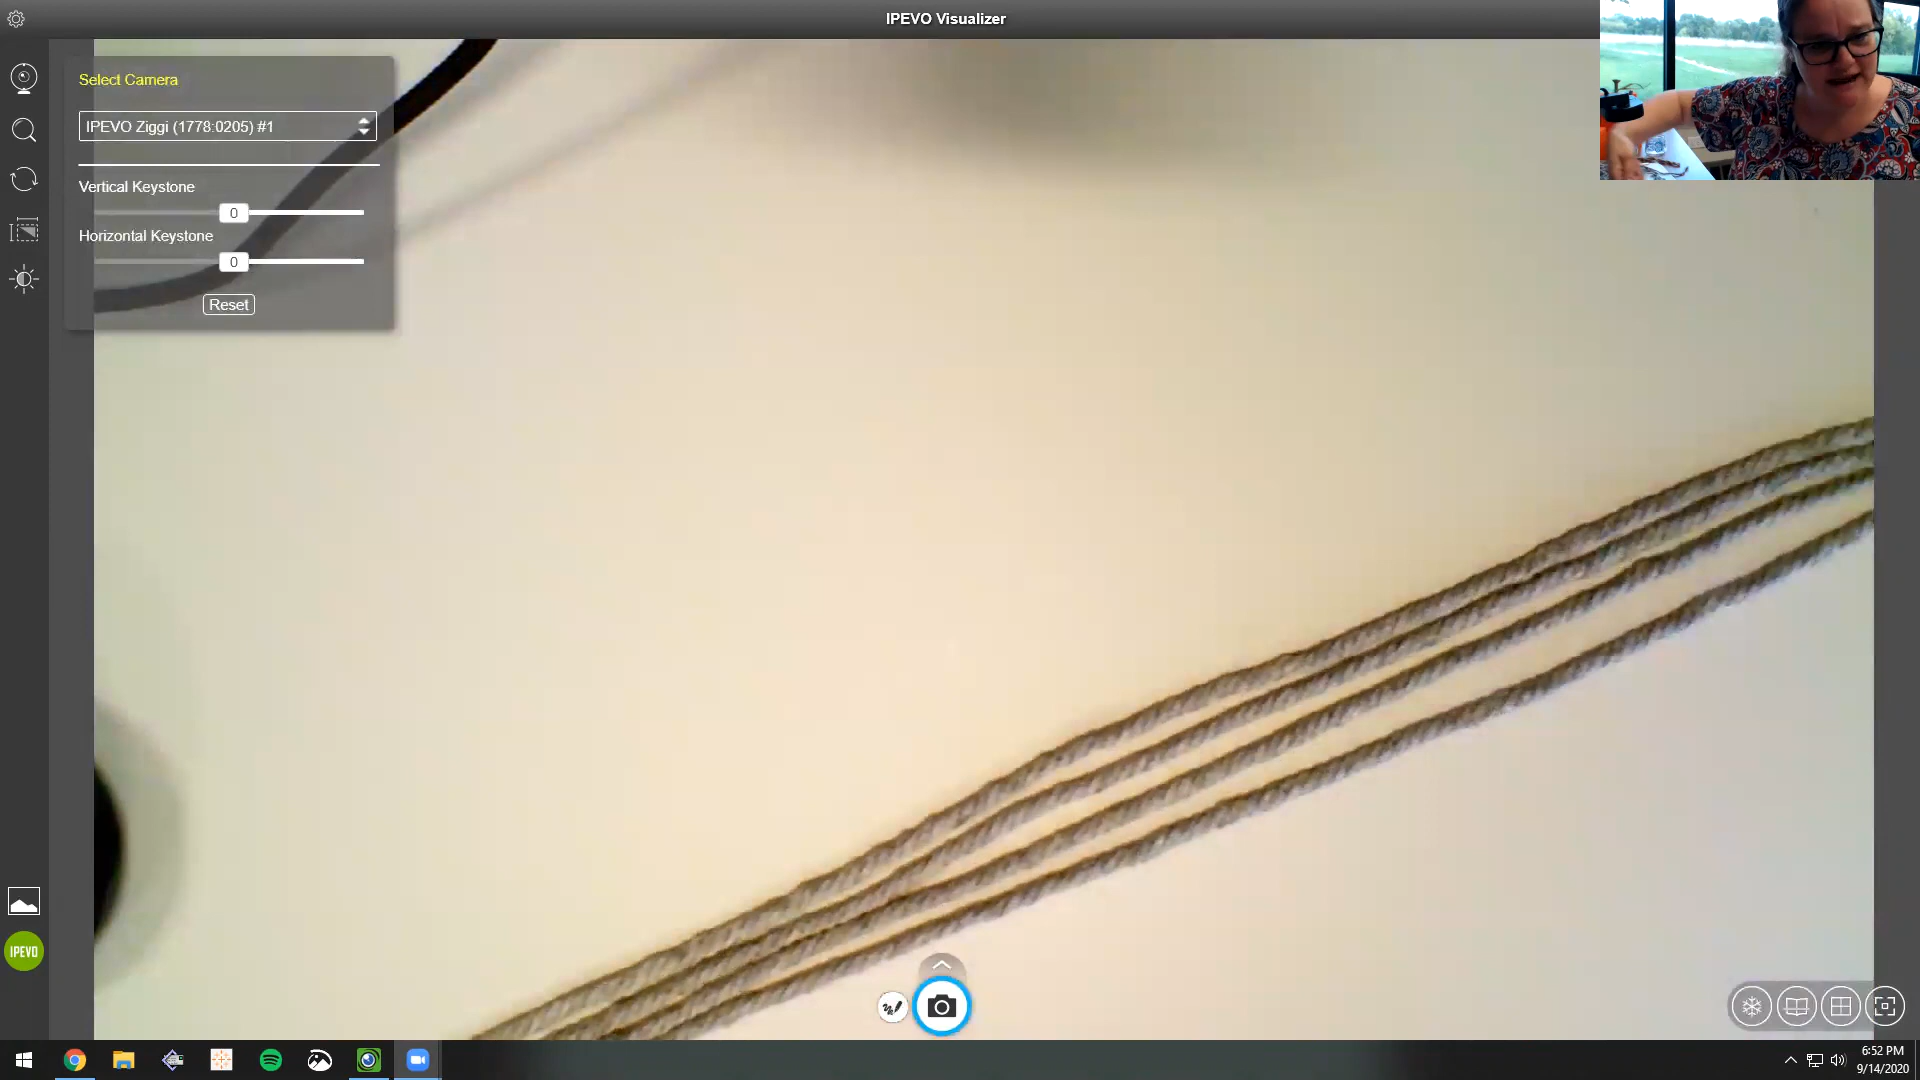 IPEVO Visualizer
Select Camera
IPEVO Ziggi (1778:0205) #1
Vertical Keystone
0
Horizontal Keystone
0
Reset
IPEVO
6:52 PM
9/14/2020